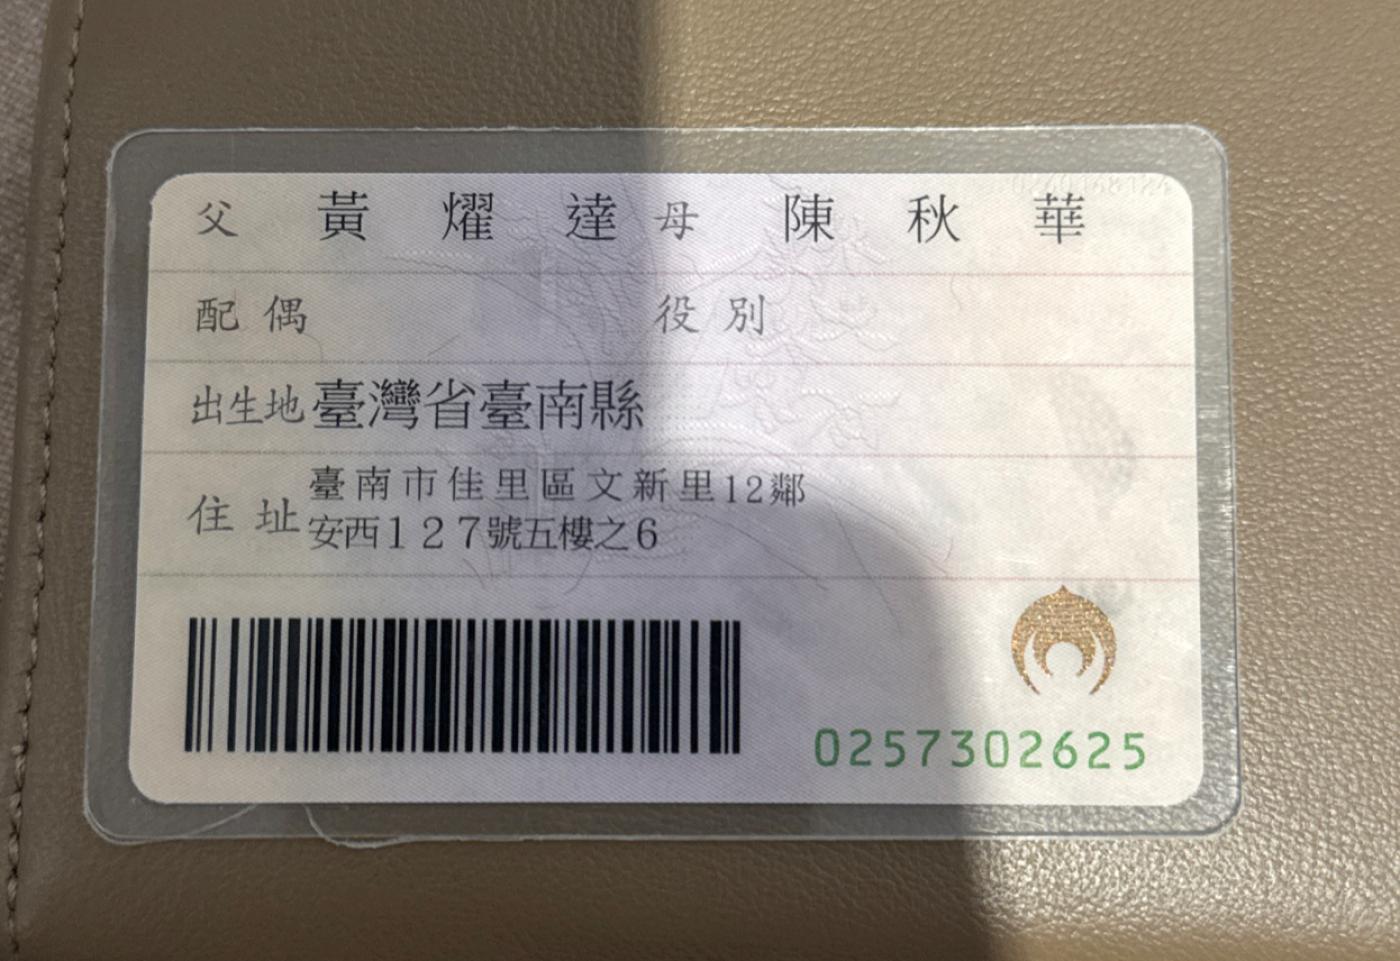 父 黃耀達 母 陳秋華
配偶 役別
出生地 臺灣省臺南縣
住址 臺南市佳里區文新里12鄰
安西127號五樓之6
0257302625